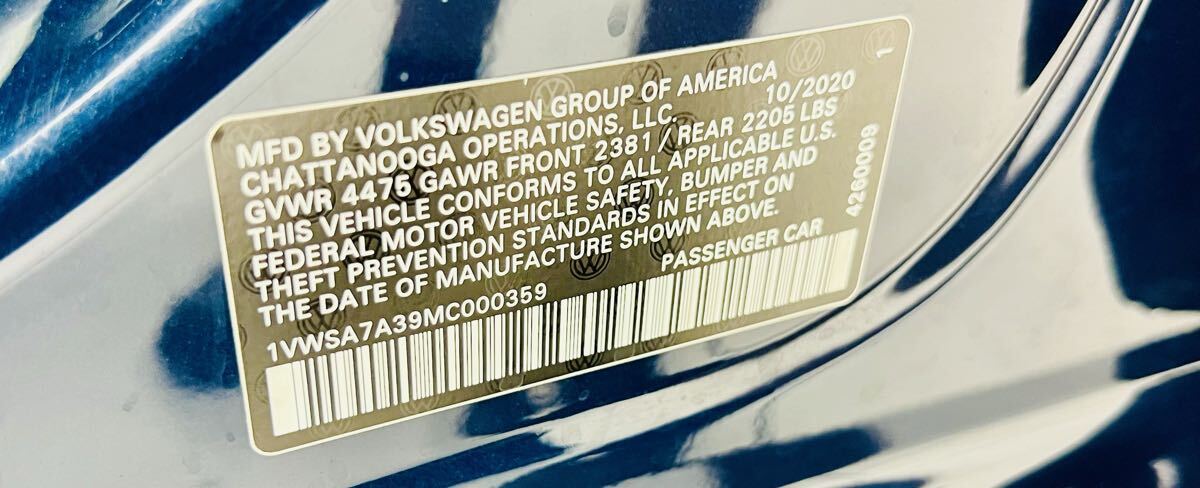 MFD BY VOLKSWAGEN GROUP OF AMERICA
CHATTANOOGA OPERATIONS, LLC. 10/2020 1
GVWR 4475 GAWR FRONT 2381 / REAR 2205 LBS
THIS VEHICLE CONFORMS TO ALL APPLICABLE U.S.
FEDERAL MOTOR VEHICLE SAFETY, BUMPER AND
THEFT PREVENTION STANDARDS IN EFFECT ON
THE DATE OF MANUFACTURE SHOWN ABOVE.
4260009
1VWSA7A39MC000359 PASSENGER CAR